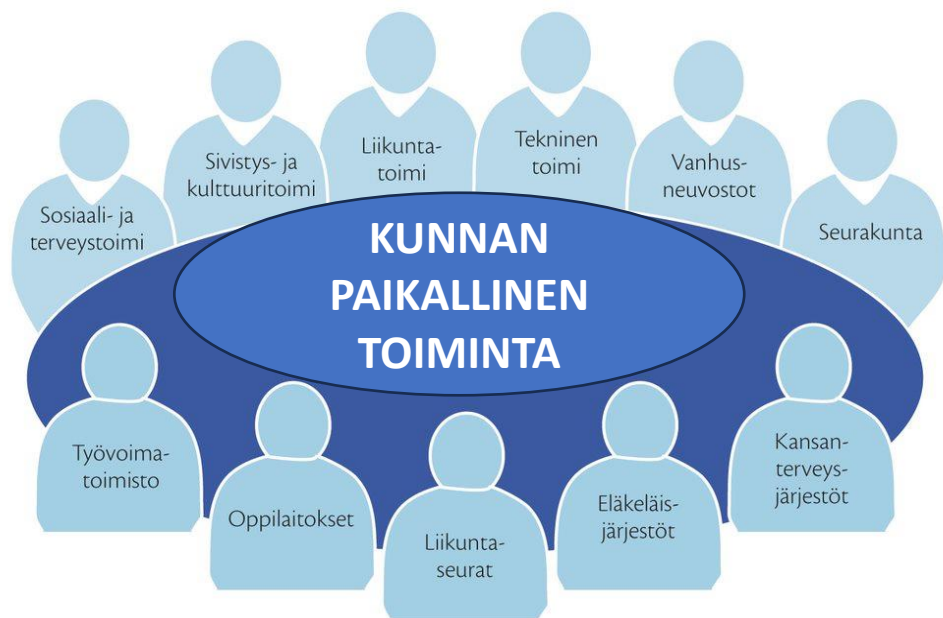 Sosiaali- ja
terveystoimi
Sivistys- ja
kulttuuritoimi
Liikunta-
toimi
Tekninen
toimi
Vanhus-
neuvostot
Seurakunta
KUNNAN
PAIKALLINEN
TOIMINTA
Työvoima-
toimisto
Oppilaitokset
Liikunta-
seurat
Eläkeläis-
järjestöt
Kansan-
terveys-
järjestöt